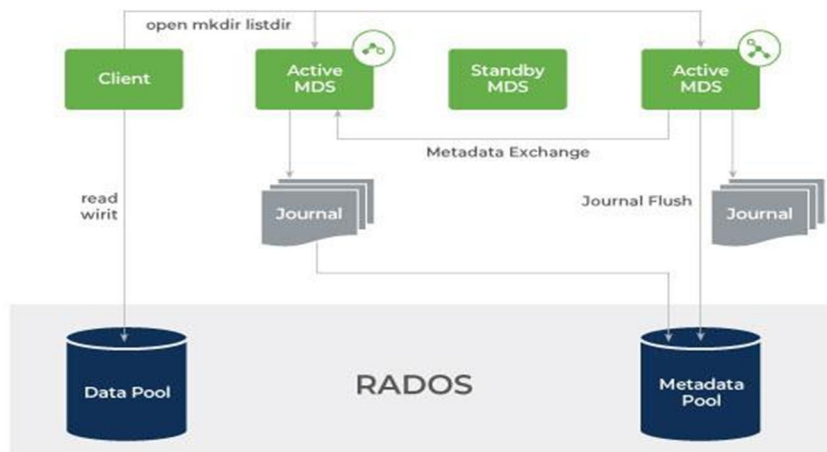 open mkdir listdir
Client
Active
MDS
Standby
MDS
Active
MDS
Metadata Exchange
read
wirit
Journal
Journal Flush
Journal
Data Pool
RADOS
Metadata
Pool